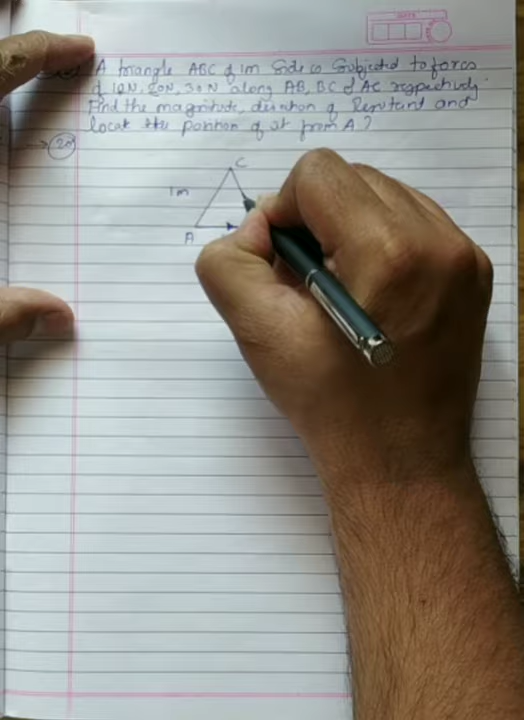 A triangle ABC of 1m Side is Subjected to forces
of 10N, 20N, 30N along AB, BC & AC respectively.
Find the magnitude, direction of Resultant and
locate the position of it from A?
20
C
1m
A